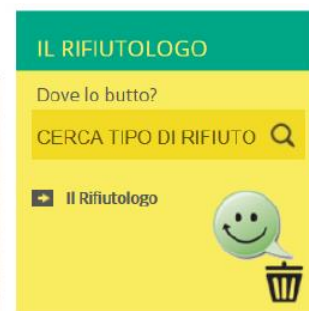 IL RIFIUTOLOGO
Dove lo butto?
CERCA TIPO DI RIFIUTO
Il Rifiutologo